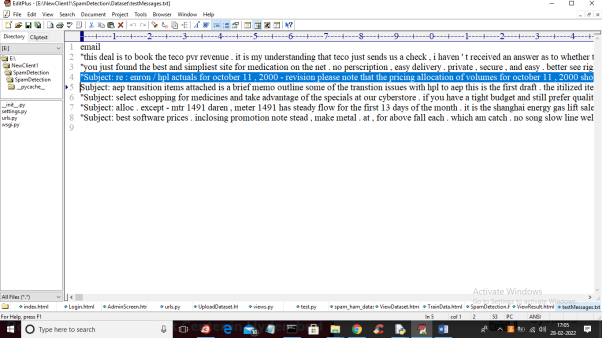 EditPlus - [E:\NewClient1\SpamDetection\Dataset\testMessages.txt]
File Edit View Search Document Project Tools Browser Window Help
Directory Cliptext
[E:]
E:\
NewClient1
SpamDetection
SpamDetection
__pycache__
__init__.py
settings.py
urls.py
wsgi.py
1 email
2 "this deal is to book the teco pvr revenue . it is my understanding that teco just sends us a check , i haven ' t received an answer as to whether t
3 "you just found the best and simpliest site for medication on the net . no perscription , easy delivery . private , secure , and easy . better see rig
4 "Subject: re : enron / hpl actuals for october 11 , 2000 - revision please note that the pricing allocation of volumes for october 11 , 2000 sho
5 Subject: aep transition items attached is a brief memo outline some of the transtion issues with hpl to aep this is the first draft . the itilized ite
6 "Subject: select eshopping for medicines and take advantage of the specials at our cyberstore . if you have a tight budget and still prefer qualit
7 "Subject: alloc . except - mtr 1491 daren , meter 1491 has steady flow for the first 13 days of the month . it is the shanghai energy gas lift sale
8 "Subject: best software prices . inclosing promotion note stead , make metal . at , for above fall each . which am catch . no song slow line wel
9
Activate Windows
Go to Settings to activate Windows.
All Files (*.*)
index.html Login.html AdminScreen.htm urls.py UploadDataset.ht views.py test.py spam_ham_datas ViewDataset.htm TrainData.html SpamDetection.h ViewResult.html testMessages.txt
For Help, press F1 ln 5 col 1 2 53 PC ANSI
Type here to search
17:05
28-02-2022